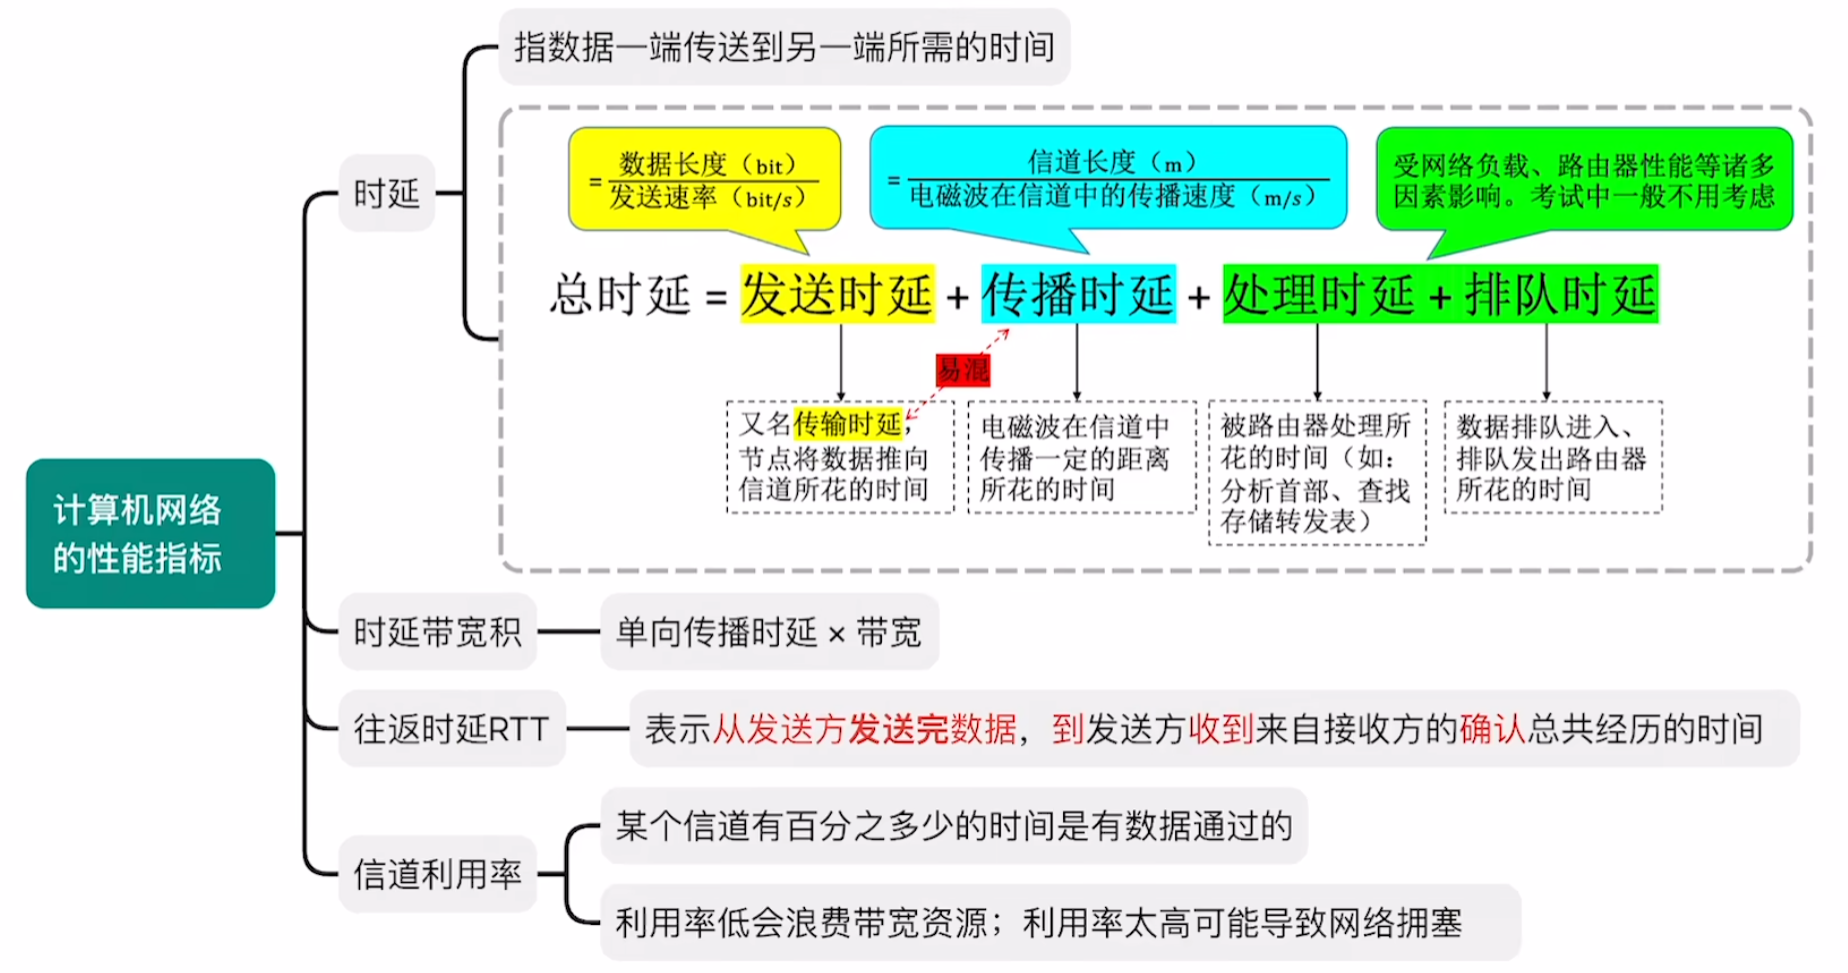 指数据一端传送到另一端所需的时间
=数据长度（bit）/发送速率（bit/s）
=信道长度（m）/电磁波在信道中的传播速度（m/s）
受网络负载、路由器性能等诸多
因素影响。考试中一般不用考虑
时延
总时延 = 发送时延 + 传播时延 + 处理时延 + 排队时延
易混
又名传输时延，
节点将数据推向
信道所花的时间
电磁波在信道中
传播一定的距离
所花的时间
被路由器处理所
花的时间（如：
分析首部、查找
存储转发表）
数据排队进入、
排队发出路由器
所花的时间
计算机网络
的性能指标
时延带宽积
单向传播时延 × 带宽
往返时延RTT
表示从发送方发送完数据，到发送方收到来自接收方的确认总共经历的时间
信道利用率
某个信道有百分之多少的时间是有数据通过的
利用率低会浪费带宽资源；利用率太高可能导致网络拥塞